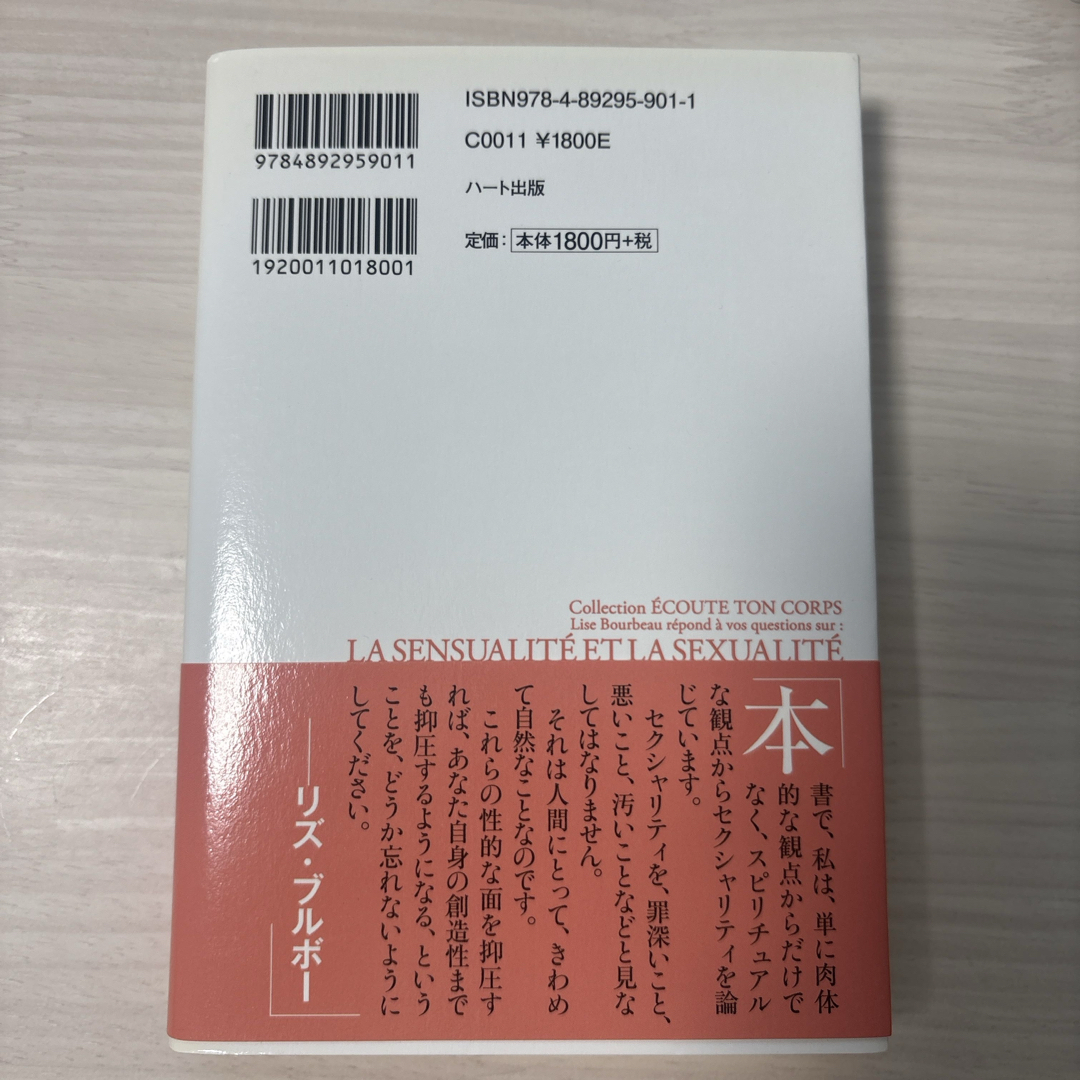 ISBN978-4-89295-901-1
9784892959011
C0011 ¥1800E
ハート出版
1920011018001
定価：本体1800円+税
Collection ÉCOUTE TON CORPS
Lise Bourbeau répond à vos questions sur :
LA SENSUALITÉ ET LA SEXUALITÉ
「本書で、私は、単に肉体
的な観点からだけで
なく、スピリチュアル
な観点からセクシャリティを論
じています。
セクシャリティを、罪深いこと、
悪いこと、汚いことなどと見な
してはなりません。
それは人間にとって、きわめ
て自然なことなのです。
これらの性的な面を抑圧す
れば、あなた自身の創造性まで
も抑圧するようになる、という
ことを、どうか忘れないように
してください。
――リズ・ブルボー」